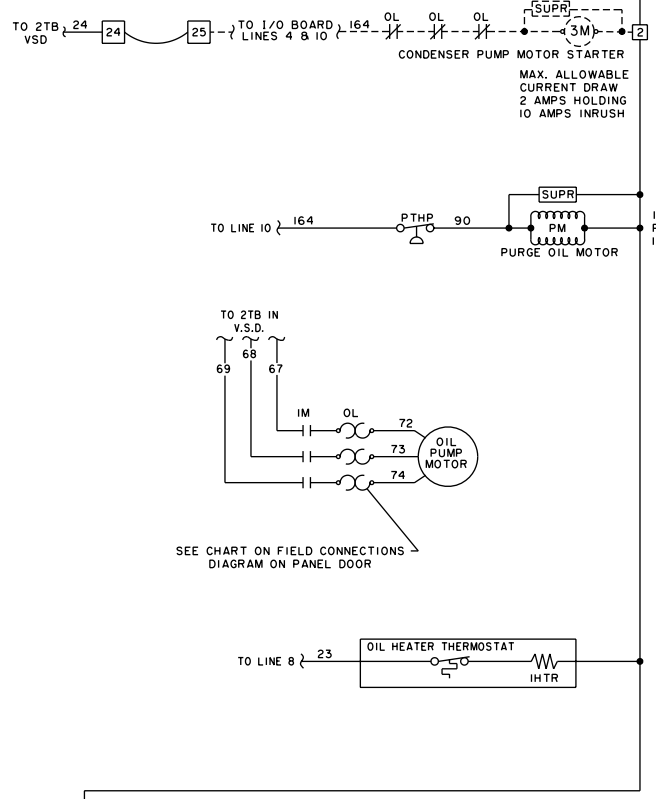 SUPR
TO 2TB 24 24 25 TO I/O BOARD 164 OL OL OL 3M 2
VSD LINES 4 & 10
CONDENSER PUMP MOTOR STARTER
MAX. ALLOWABLE
CURRENT DRAW
2 AMPS HOLDING
10 AMPS INRUSH
SUPR
TO LINE 10 164 PTHP 90 PM
PURGE OIL MOTOR
TO 2TB IN
V.S.D.
69 68 67
1M OL 72
73
74
OIL
PUMP
MOTOR
SEE CHART ON FIELD CONNECTIONS
DIAGRAM ON PANEL DOOR
OIL HEATER THERMOSTAT
TO LINE 8 23
1HTR